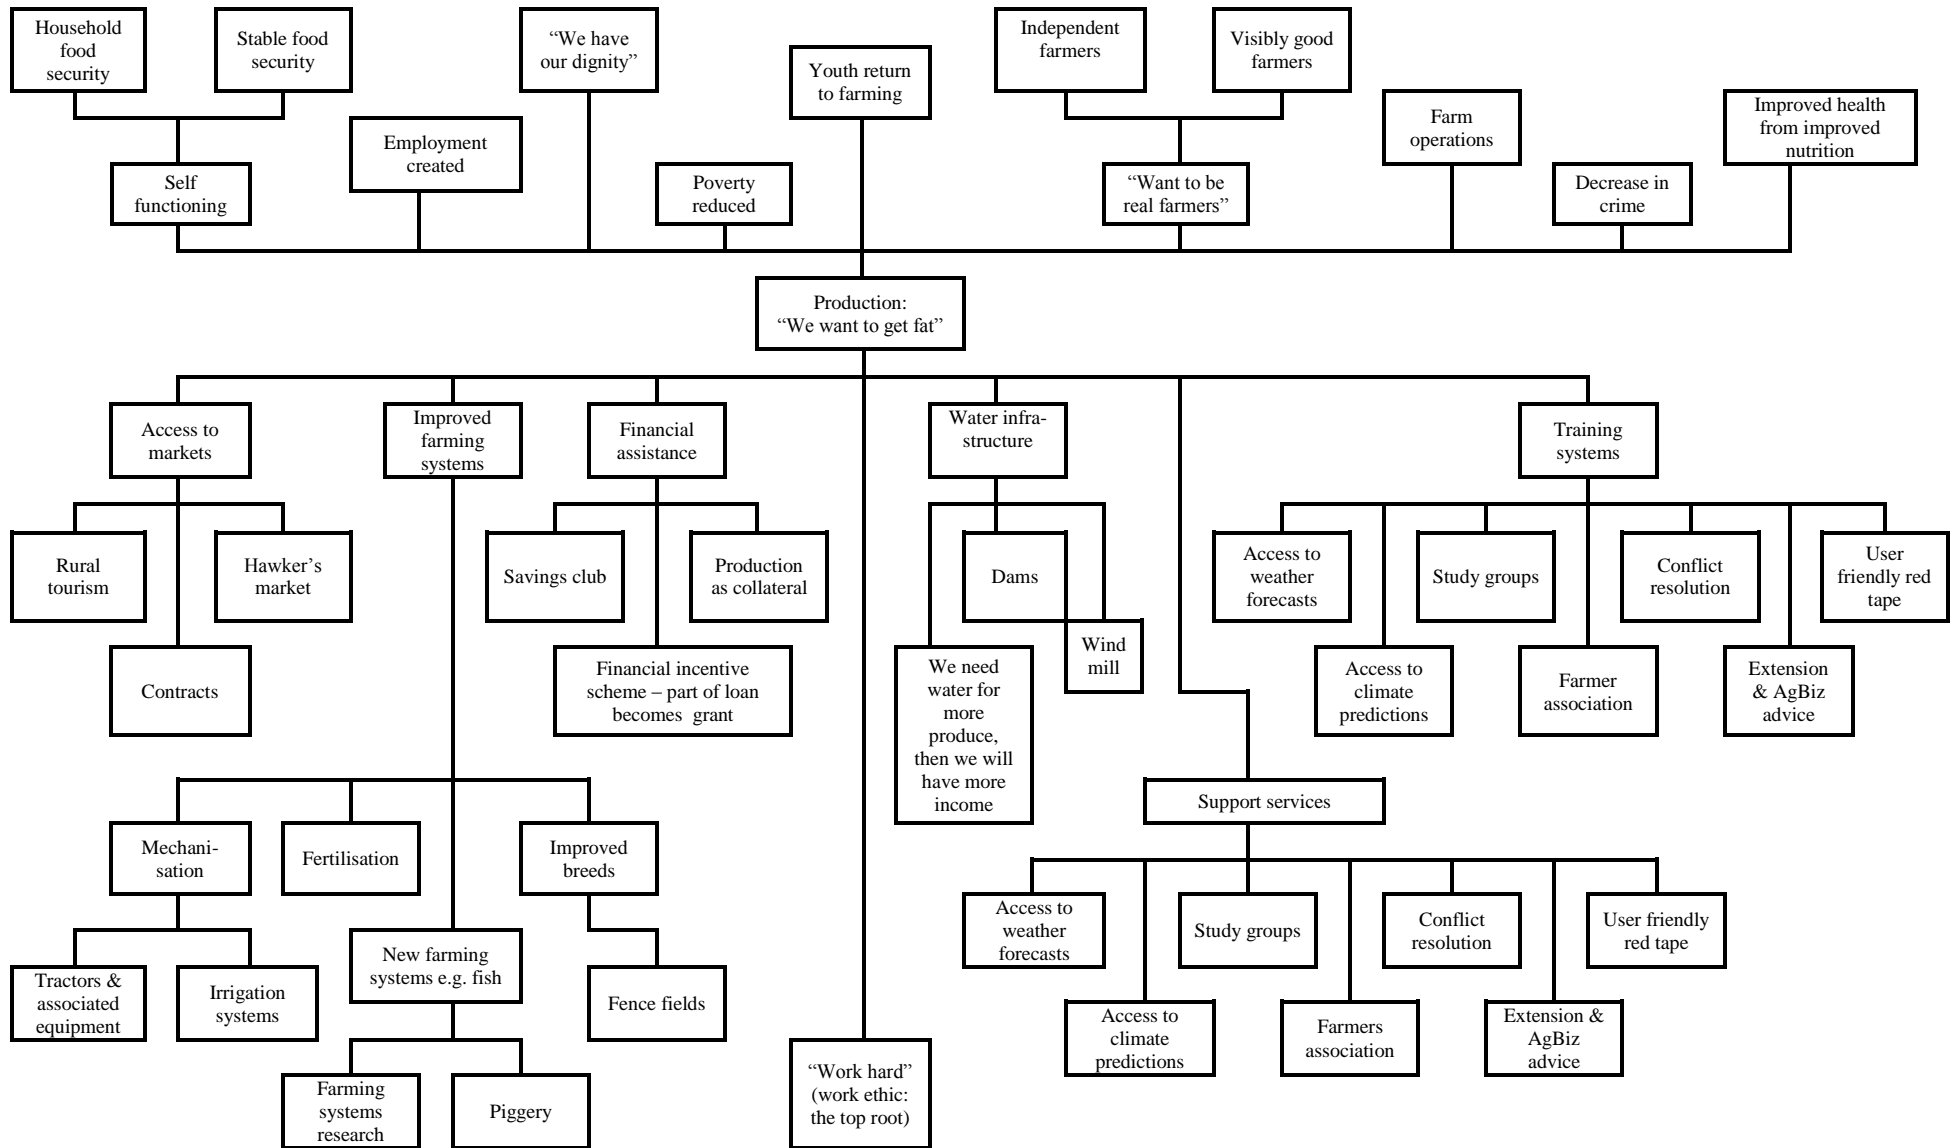 Household
food
security
Stable food
security
“We have
our dignity”
Youth return
to farming
Independent
farmers
Visibly good
farmers
Farm
operations
Improved health
from improved
nutrition
Employment
created
Self
functioning
Poverty
reduced
“Want to be
real farmers”
Decrease in
crime
Production:
“We want to get fat”
Access to
markets
Improved
farming
systems
Financial
assistance
Water infra-
structure
Training
systems
Rural
tourism
Hawker’s
market
Contracts
Savings club
Production
as collateral
Financial incentive
scheme – part of loan
becomes grant
Dams
Wind
mill
We need
water for
more
produce,
then we will
have more
income
Access to
weather
forecasts
Study groups
Conflict
resolution
User
friendly red
tape
Access to
climate
predictions
Farmer
association
Extension
& AgBiz
advice
Support services
Mechani-
sation
Fertilisation
Improved
breeds
Tractors &
associated
equipment
Irrigation
systems
New farming
systems e.g. fish
Fence fields
Farming
systems
research
Piggery
“Work hard”
(work ethic:
the top root)
Access to
weather
forecasts
Study groups
Conflict
resolution
User friendly
red tape
Access to
climate
predictions
Farmers
association
Extension &
AgBiz
advice